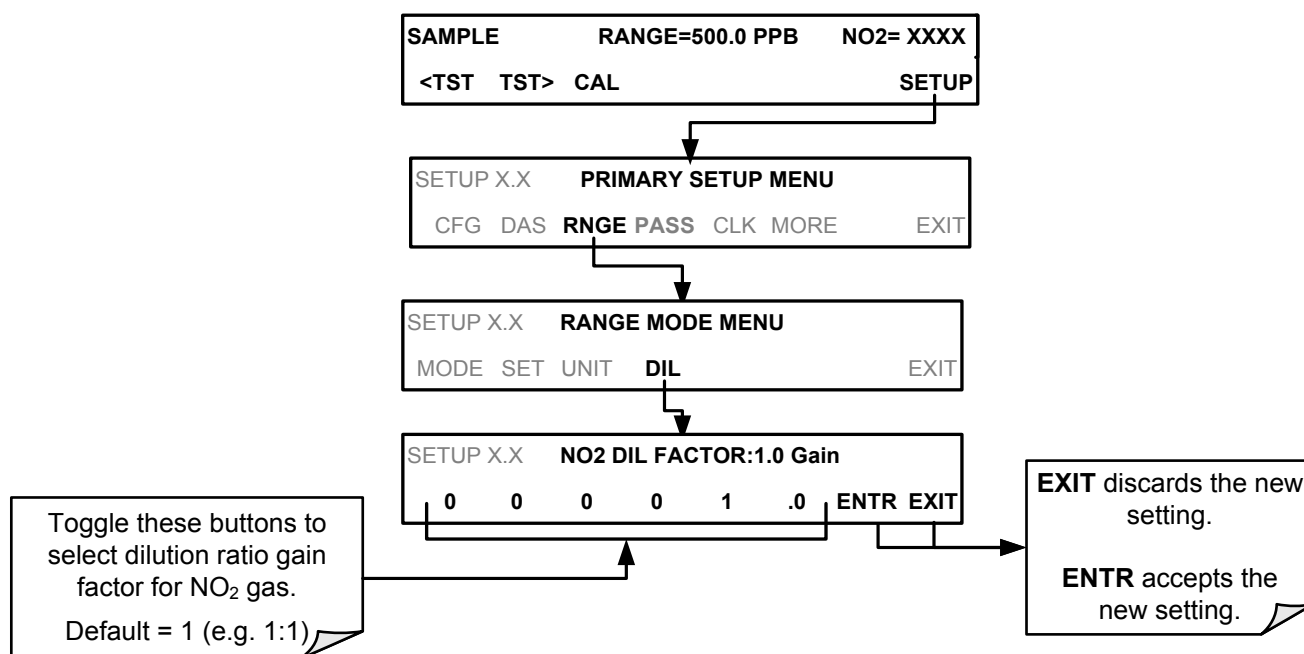 SAMPLE RANGE=500.0 PPB NO2= XXXX
<TST TST> CAL SETUP
SETUP X.X PRIMARY SETUP MENU
CFG DAS RNGE PASS CLK MORE EXIT
SETUP X.X RANGE MODE MENU
MODE SET UNIT DIL EXIT
SETUP X.X NO2 DIL FACTOR:1.0 Gain
0 0 0 0 1 .0 ENTR EXIT
Toggle these buttons to
select dilution ratio gain
factor for NO₂ gas.
Default = 1 (e.g. 1:1)
EXIT discards the new
setting.
ENTR accepts the
new setting.